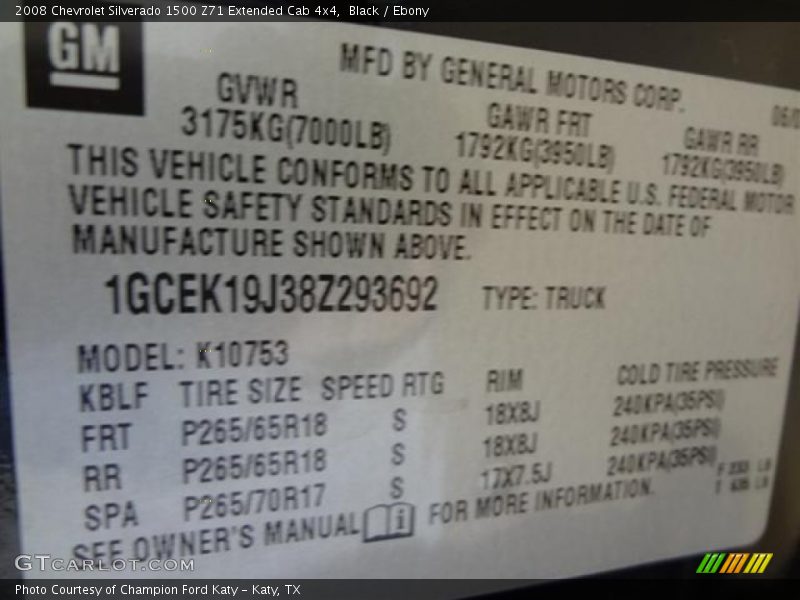 2008 Chevrolet Silverado 1500 Z71 Extended Cab 4x4, Black / Ebony
GM
MFD BY GENERAL MOTORS CORP.
GVWR GAWR FRT GAWR RR
3175KG(7000LB) 1792KG(3950LB) 1792KG(3950LB)
THIS VEHICLE CONFORMS TO ALL APPLICABLE U.S. FEDERAL MOTOR
VEHICLE SAFETY STANDARDS IN EFFECT ON THE DATE OF
MANUFACTURE SHOWN ABOVE.
1GCEK19J38Z293692 TYPE: TRUCK
MODEL: K10753
KBLF TIRE SIZE SPEED RTG RIM COLD TIRE PRESSURE
FRT P265/65R18 S 18X8J 240KPA(35PSI)
RR P265/65R18 S 18X8J 240KPA(35PSI)
SPA P265/70R17 S 17X7.5J 240KPA(35PSI)
SEE OWNER'S MANUAL i FOR MORE INFORMATION.
GTCARLOT.COM
Photo Courtesy of Champion Ford Katy – Katy, TX